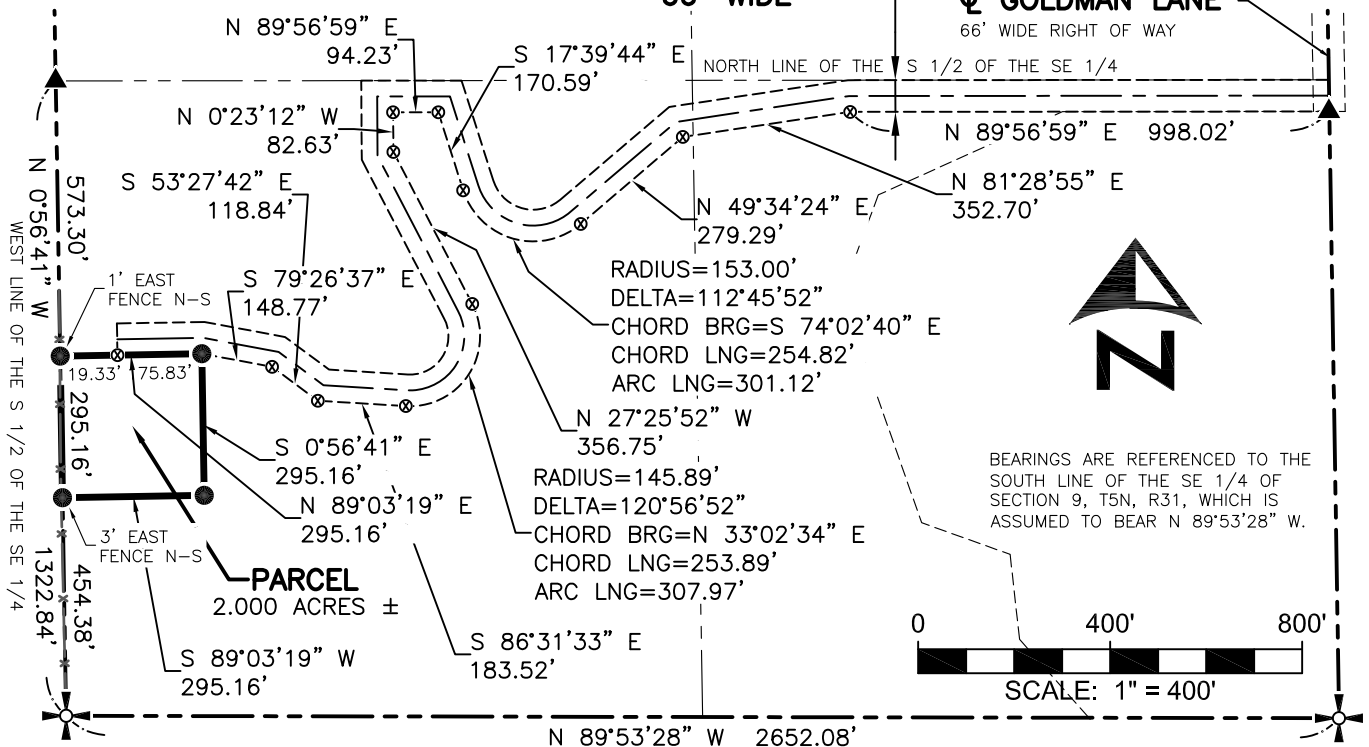 66' WIDE
℄ GOLDMAN LANE
66' WIDE RIGHT OF WAY
N 89°56'59" E
94.23'
S 17°39'44" E
170.59'
NORTH LINE OF THE S 1/2 OF THE SE 1/4
N 0°23'12" W
82.63'
N 89°56'59" E 998.02'
S 53°27'42" E
118.84'
N 81°28'55" E
352.70'
N 49°34'24" E
279.29'
573.30'
N 0°56'41" W
WEST LINE OF THE S 1/2 OF THE SE 1/4
1' EAST
FENCE N-S
S 79°26'37" E
148.77'
RADIUS=153.00'
DELTA=112°45'52"
CHORD BRG=S 74°02'40" E
CHORD LNG=254.82'
ARC LNG=301.12'
19.33'
75.83'
295.16'
N 27°25'52" W
356.75'
S 0°56'41" E
295.16'
N 89°03'19" E
295.16'
RADIUS=145.89'
DELTA=120°56'52"
CHORD BRG=N 33°02'34" E
CHORD LNG=253.89'
ARC LNG=307.97'
BEARINGS ARE REFERENCED TO THE
SOUTH LINE OF THE SE 1/4 OF
SECTION 9, T5N, R31, WHICH IS
ASSUMED TO BEAR N 89°53'28" W.
N
3' EAST
FENCE N-S
PARCEL
2.000 ACRES ±
454.38'
1322.84'
S 89°03'19" W
295.16'
S 86°31'33" E
183.52'
0 400' 800'
SCALE: 1" = 400'
N 89°53'28" W 2652.08'